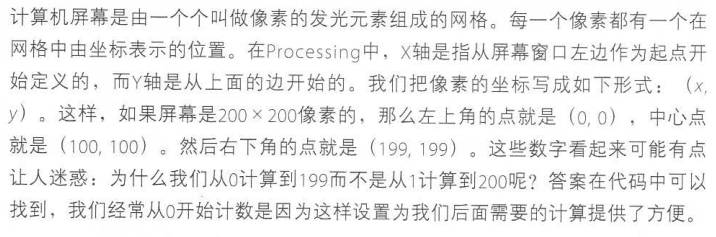 计算机屏幕是由一个个叫做像素的发光元素组成的网格。每一个像素都有一个在
网格中由坐标表示的位置。在Processing中，X轴是指从屏幕窗口左边作为起点开
始定义的，而Y轴是从上面的边开始的。我们把像素的坐标写成如下形式：（x,
y）。这样，如果屏幕是200×200像素的，那么左上角的点就是（0, 0），中心点
就是（100, 100）。然后右下角的点就是（199, 199）。这些数字看起来可能有点
让人迷惑：为什么我们从0计算到199而不是从1计算到200呢？答案在代码中可以
找到，我们经常从0开始计数是因为这样设置为我们后面需要的计算提供了方便。